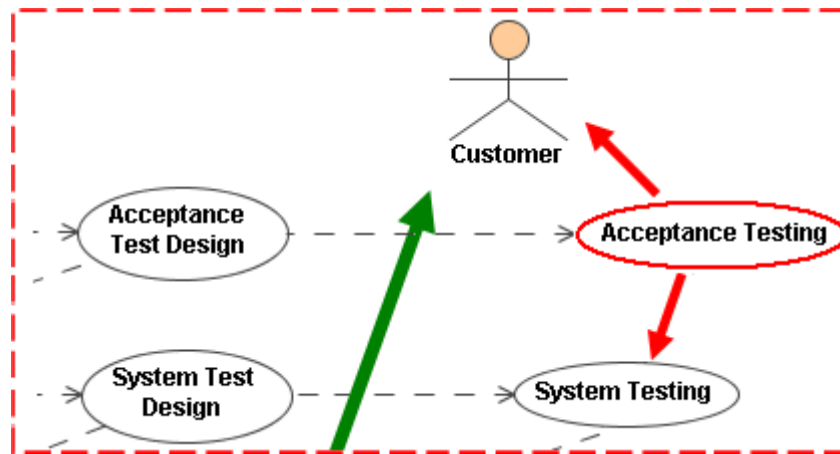 Customer
Acceptance
Test Design
Acceptance Testing
System Test
Design
System Testing